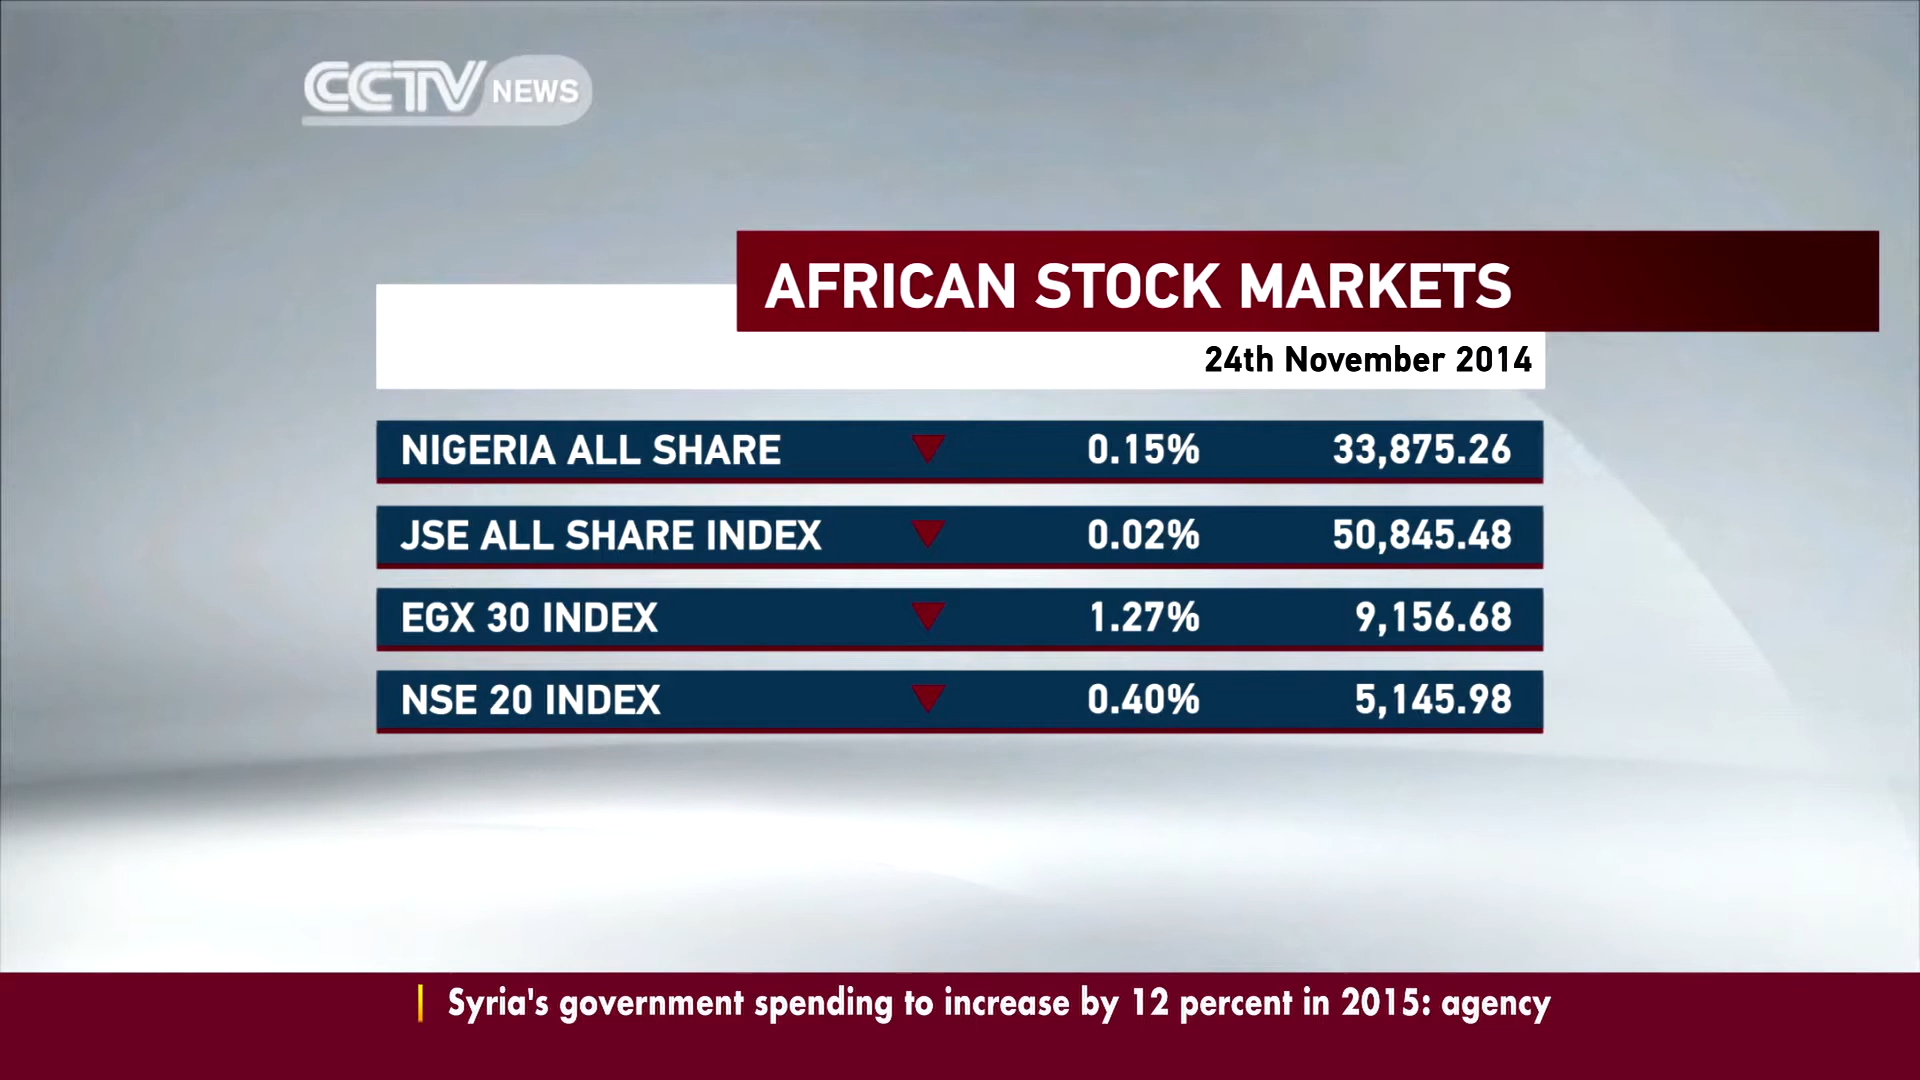 CCTV NEWS
AFRICAN STOCK MARKETS
24th November 2014
NIGERIA ALL SHARE ▼ 0.15% 33,875.26
JSE ALL SHARE INDEX ▼ 0.02% 50,845.48
EGX 30 INDEX ▼ 1.27% 9,156.68
NSE 20 INDEX ▼ 0.40% 5,145.98
| Syria's government spending to increase by 12 percent in 2015: agency